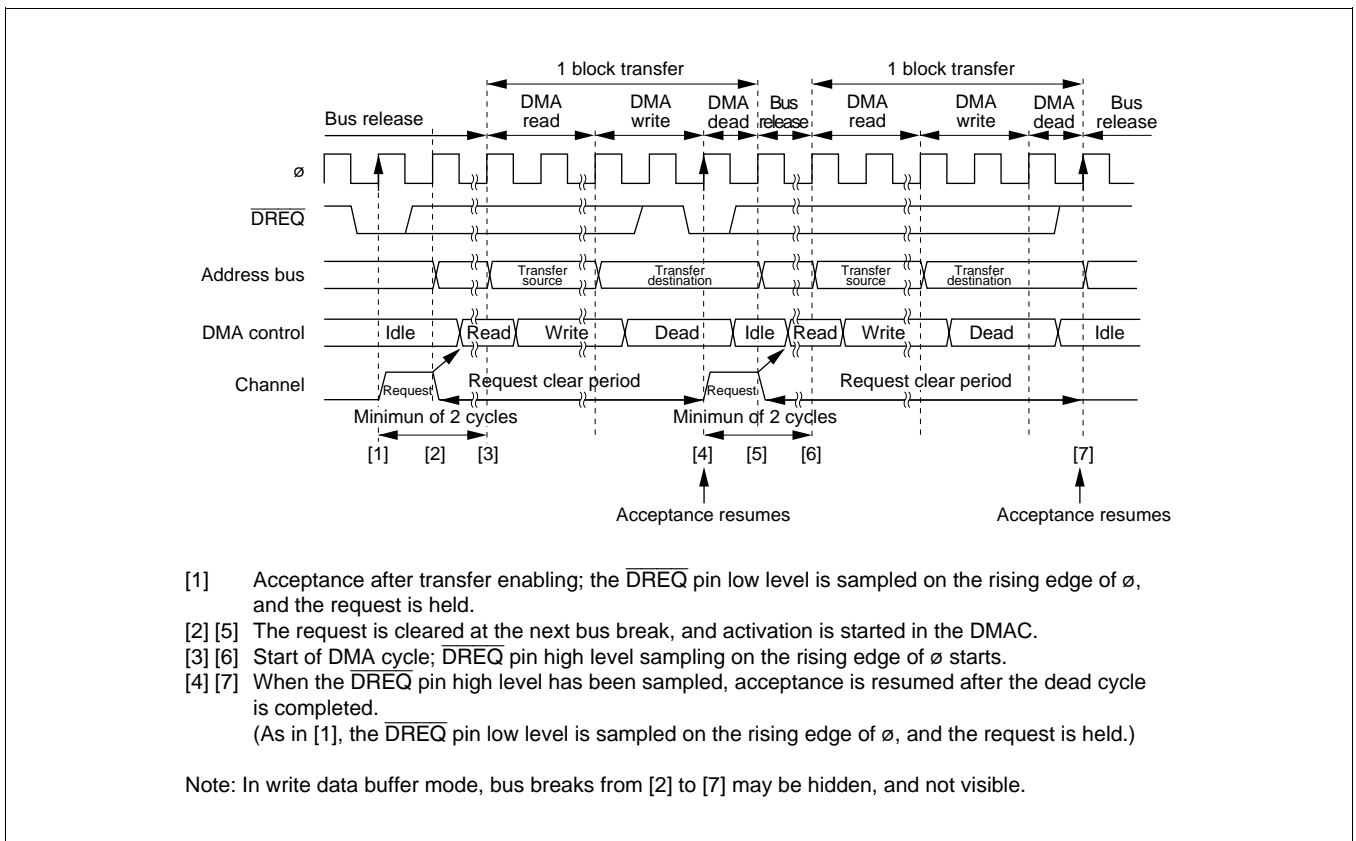 1 block transfer 1 block transfer
Bus release DMA read DMA write DMA dead Bus release DMA read DMA write DMA dead Bus release
ø
DREQ
Address bus Transfer source Transfer destination Transfer source Transfer destination
DMA control Idle Read Write Dead Idle Read Write Dead Idle
Channel Request Request clear period Request Request clear period
Minimun of 2 cycles Minimun of 2 cycles
[1] [2] [3] [4] [5] [6] [7]
Acceptance resumes Acceptance resumes
[1] Acceptance after transfer enabling; the DREQ pin low level is sampled on the rising edge of ø,
and the request is held.
[2] [5] The request is cleared at the next bus break, and activation is started in the DMAC.
[3] [6] Start of DMA cycle; DREQ pin high level sampling on the rising edge of ø starts.
[4] [7] When the DREQ pin high level has been sampled, acceptance is resumed after the dead cycle
is completed.
(As in [1], the DREQ pin low level is sampled on the rising edge of ø, and the request is held.)
Note: In write data buffer mode, bus breaks from [2] to [7] may be hidden, and not visible.